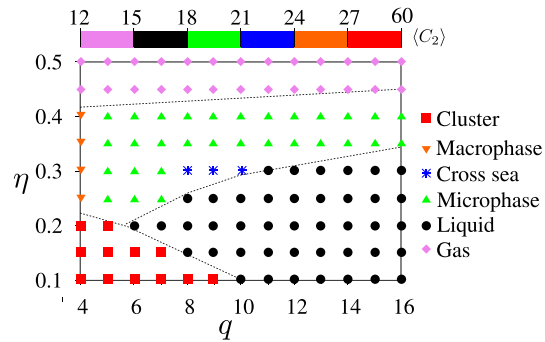 12 15 18 21 24 27 60
⟨C₂⟩
0.5
0.4
0.3
0.2
0.1
η
4 6 8 10 12 14 16
q
Cluster
Macrophase
Cross sea
Microphase
Liquid
Gas